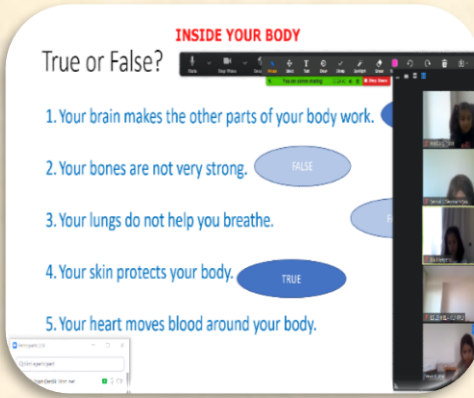 INSIDE YOUR BODY
True or False?
1. Your brain makes the other parts of your body work.
2. Your bones are not very strong.
FALSE
3. Your lungs do not help you breathe.
4. Your skin protects your body.
TRUE
5. Your heart moves blood around your body.